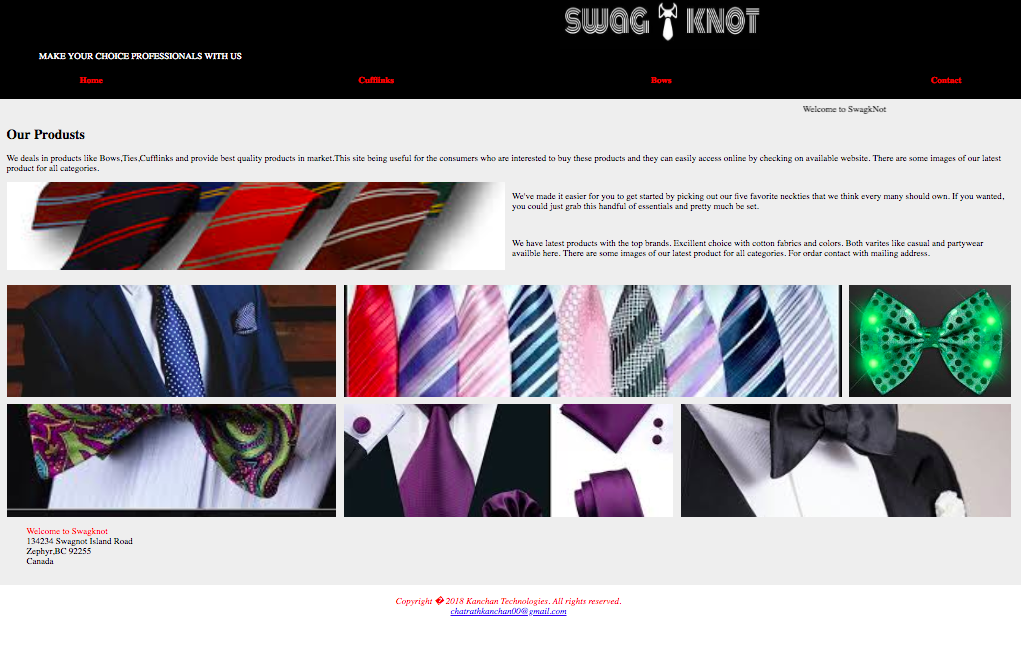 SWAG KNOT
MAKE YOUR CHOICE PROFESSIONALS WITH US
Home Cufflinks Bows Contact
Welcome to SwagkNot
Our Produsts
We deals in products like Bows,Ties,Cufflinks and provide best quality products in market.This site being useful for the consumers who are interested to buy these products and they can easily access online by checking on available website. There are some images of our latest
product for all categories.
We've made it easier for you to get started by picking out our five favorite neckties that we think every many should own. If you wanted,
you could just grab this handful of essentials and pretty much be set.
We have latest products with the top brands. Excillent choice with cotton fabrics and colors. Both varites like casual and partywear
availble here. There are some images of our latest product for all categories. For ordar contact with mailing address.
Welcome to Swagknot
134234 Swagnot Island Road
Zephyr,BC 92255
Canada
Copyright � 2018 Kanchan Technologies. All rights reserved.
chatrathkanchan00@gmail.com